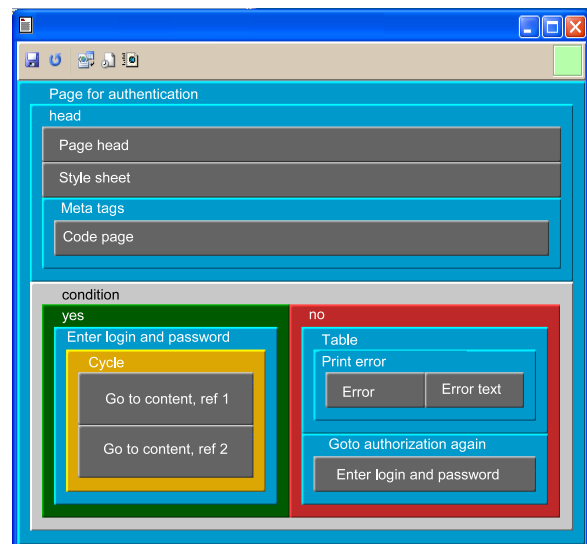 Page for authentication
head
Page head
Style sheet
Meta tags
Code page
condition
yes
Enter login and password
Cycle
Go to content, ref 1
Go to content, ref 2
no
Table
Print error
Error
Error text
Goto authorization again
Enter login and password